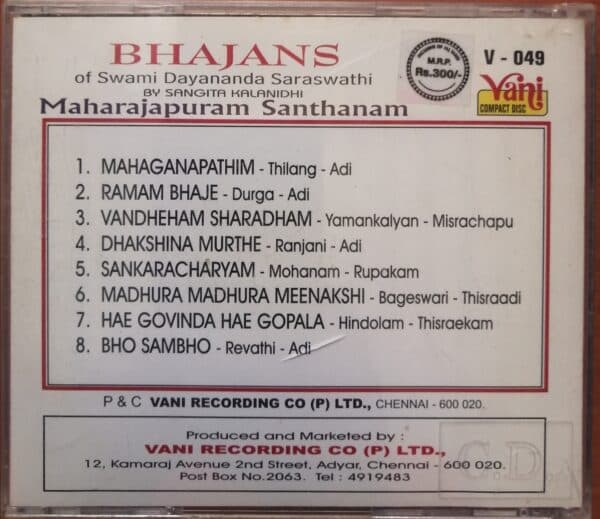 BHAJANS
of Swami Dayananda Saraswathi
BY SANGITA KALANIDHI
Maharajapuram Santhanam
M.R.P.
Rs.300/-
V - 049
Vani
COMPACT DISC
1. MAHAGANAPATHIM - Thilang - Adi
2. RAMAM BHAJE - Durga - Adi
3. VANDHEHAM SHARADHAM - Yamankalyan - Misrachapu
4. DHAKSHINA MURTHE - Ranjani - Adi
5. SANKARACHARYAM - Mohanam - Rupakam
6. MADHURA MADHURA MEENAKSHI - Bageswari - Thisraadi
7. HAE GOVINDA HAE GOPALA - Hindolam - Thisraekam
8. BHO SAMBHO - Revathi - Adi
P & C VANI RECORDING CO (P) LTD., CHENNAI - 600 020.
Produced and Marketed by :
VANI RECORDING CO (P) LTD.,
12, Kamaraj Avenue 2nd Street, Adyar, Chennai - 600 020.
Post Box No.2063. Tel : 4919483